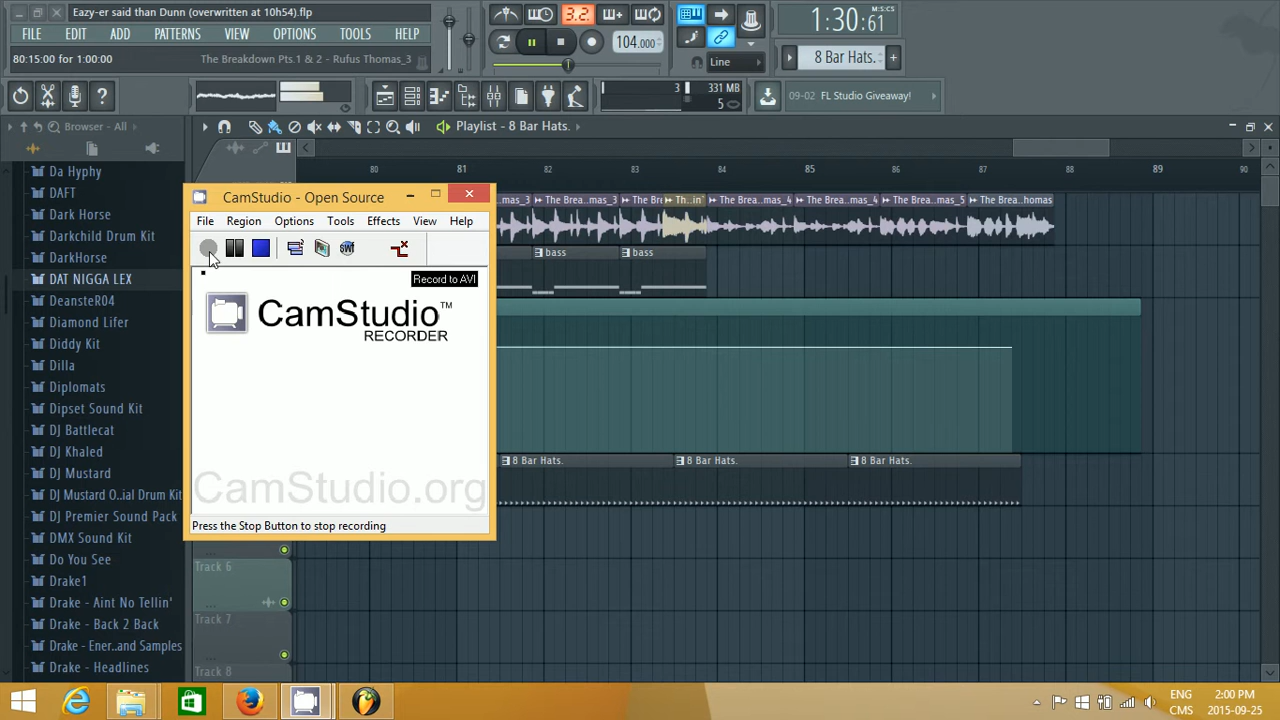 Eazy-er said than Dunn (overwritten at 10h54).flp
FILE EDIT ADD PATTERNS VIEW OPTIONS TOOLS HELP
80:15:00 for 1:00:00 The Breakdown Pts 1 & 2 - Rufus Thomas_3
3.2
104.000
Line
M:S:CS
1:30:61
8 Bar Hats.
3
331 MB
5
09-02 FL Studio Giveaway!
Browser - All
Playlist - 8 Bar Hats.
80 81 82 83 84 85 86 87 88 89 90
Da Hyphy
DAFT
Dark Horse
Darkchild Drum Kit
DarkHorse
DAT NIGGA LEX
DeansteR04
Diamond Lifer
Diddy Kit
Dilla
Diplomats
Dipset Sound Kit
DJ Battlecat
DJ Khaled
DJ Mustard
DJ Mustard O..ial Drum Kit
DJ Premier Sound Pack
DMX Sound Kit
Do You See
Drake1
Drake - Aint No Tellin'
Drake - Back 2 Back
Drake - Ener..and Samples
Drake - Headlines
CamStudio - Open Source
File Region Options Tools Effects View Help
Record to AVI
CamStudio™
RECORDER
CamStudio.org
Press the Stop Button to stop recording
...mas_3 The Brea..mas_3 The Bre Th..in' The Brea..mas_4 The Brea..mas_4 The Brea..mas_5 The Brea..homas
bass bass
8 Bar Hats. 8 Bar Hats. 8 Bar Hats.
Track 6
Track 7
Track 8
ENG
CMS
2:00 PM
2015-09-25